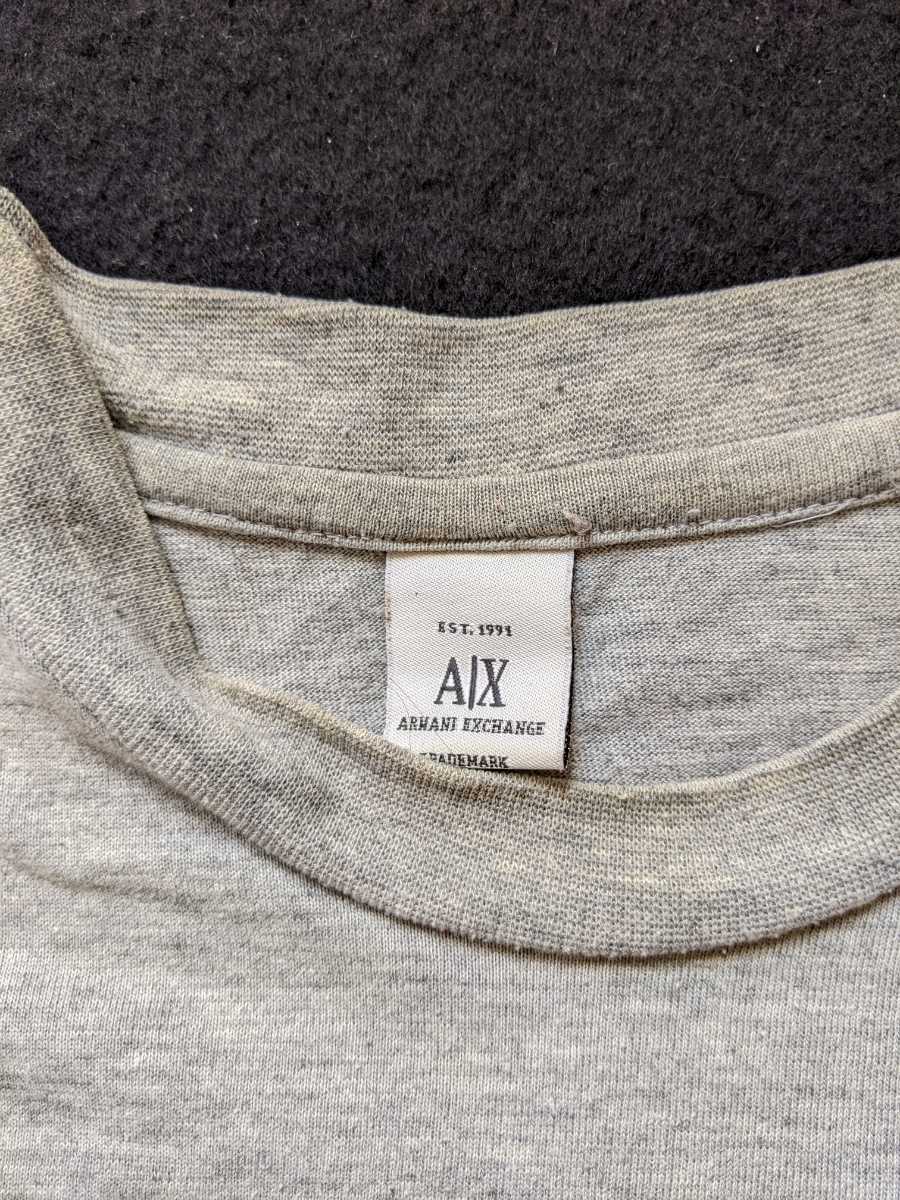 EST. 1991
A|X
ARMANI EXCHANGE
TRADEMARK